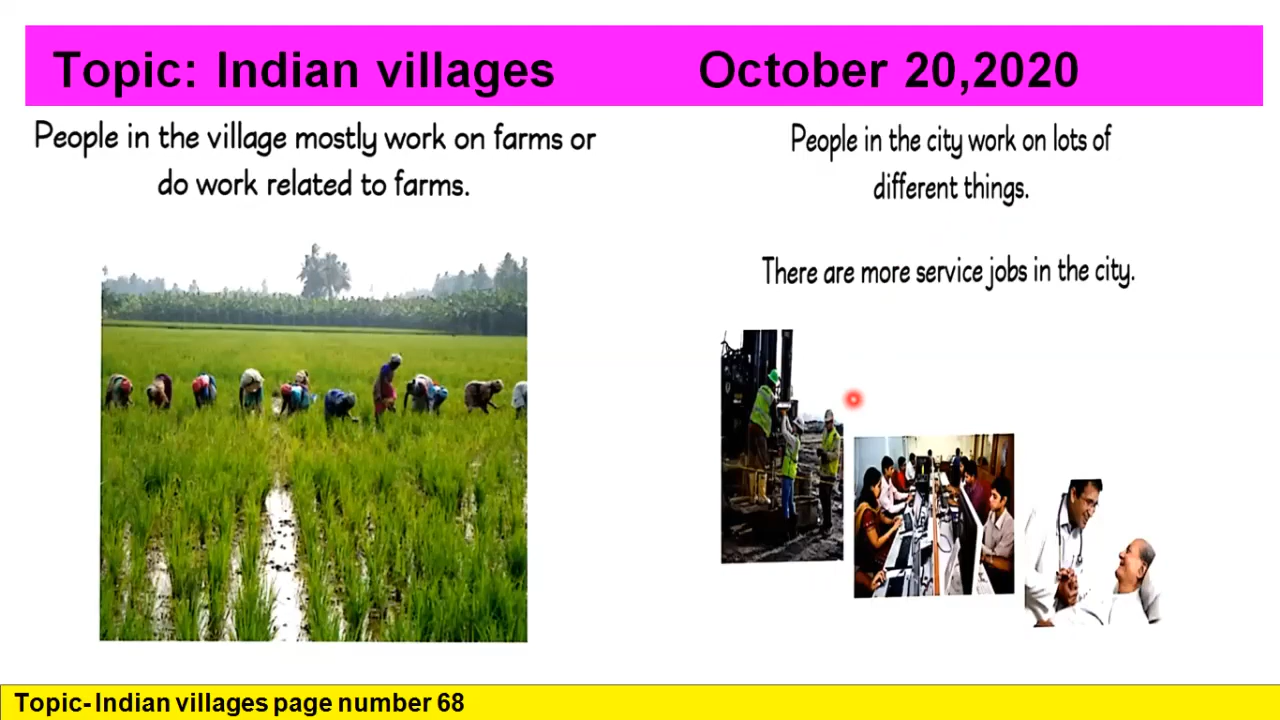 Topic: Indian villages
October 20,2020
People in the village mostly work on farms or
do work related to farms.
People in the city work on lots of
different things.
There are more service jobs in the city.
Topic- Indian villages page number 68